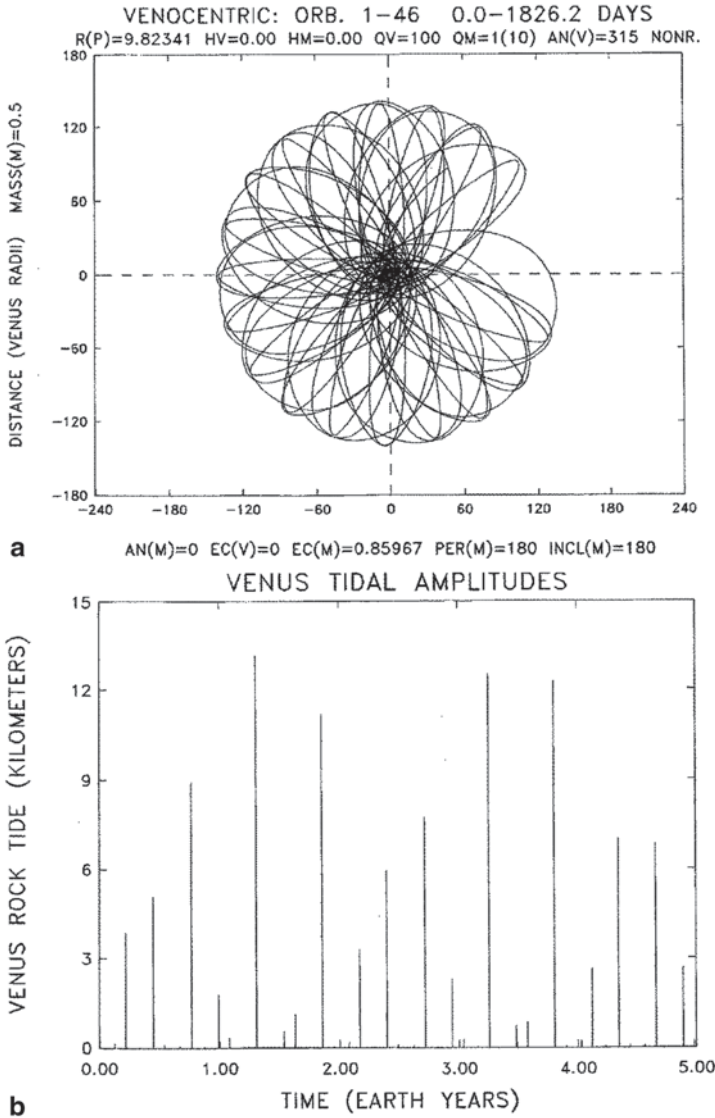 VENOCENTRIC: ORB. 1-46 0.0-1826.2 DAYS
R(P)=9.82341 HV=0.00 HM=0.00 QV=100 QM=1(10) AN(V)=315 NONR.
180
120
60
0
-60
-120
-180
DISTANCE (VENUS RADII) MASS(M)=0.5
-240 -180 -120 -60 0 60 120 180 240
a
AN(M)=0 EC(V)=0 EC(M)=0.85967 PER(M)=180 INCL(M)=180
VENUS TIDAL AMPLITUDES
15
12
9
6
3
0
VENUS ROCK TIDE (KILOMETERS)
0.00 1.00 2.00 3.00 4.00 5.00
TIME (EARTH YEARS)
b